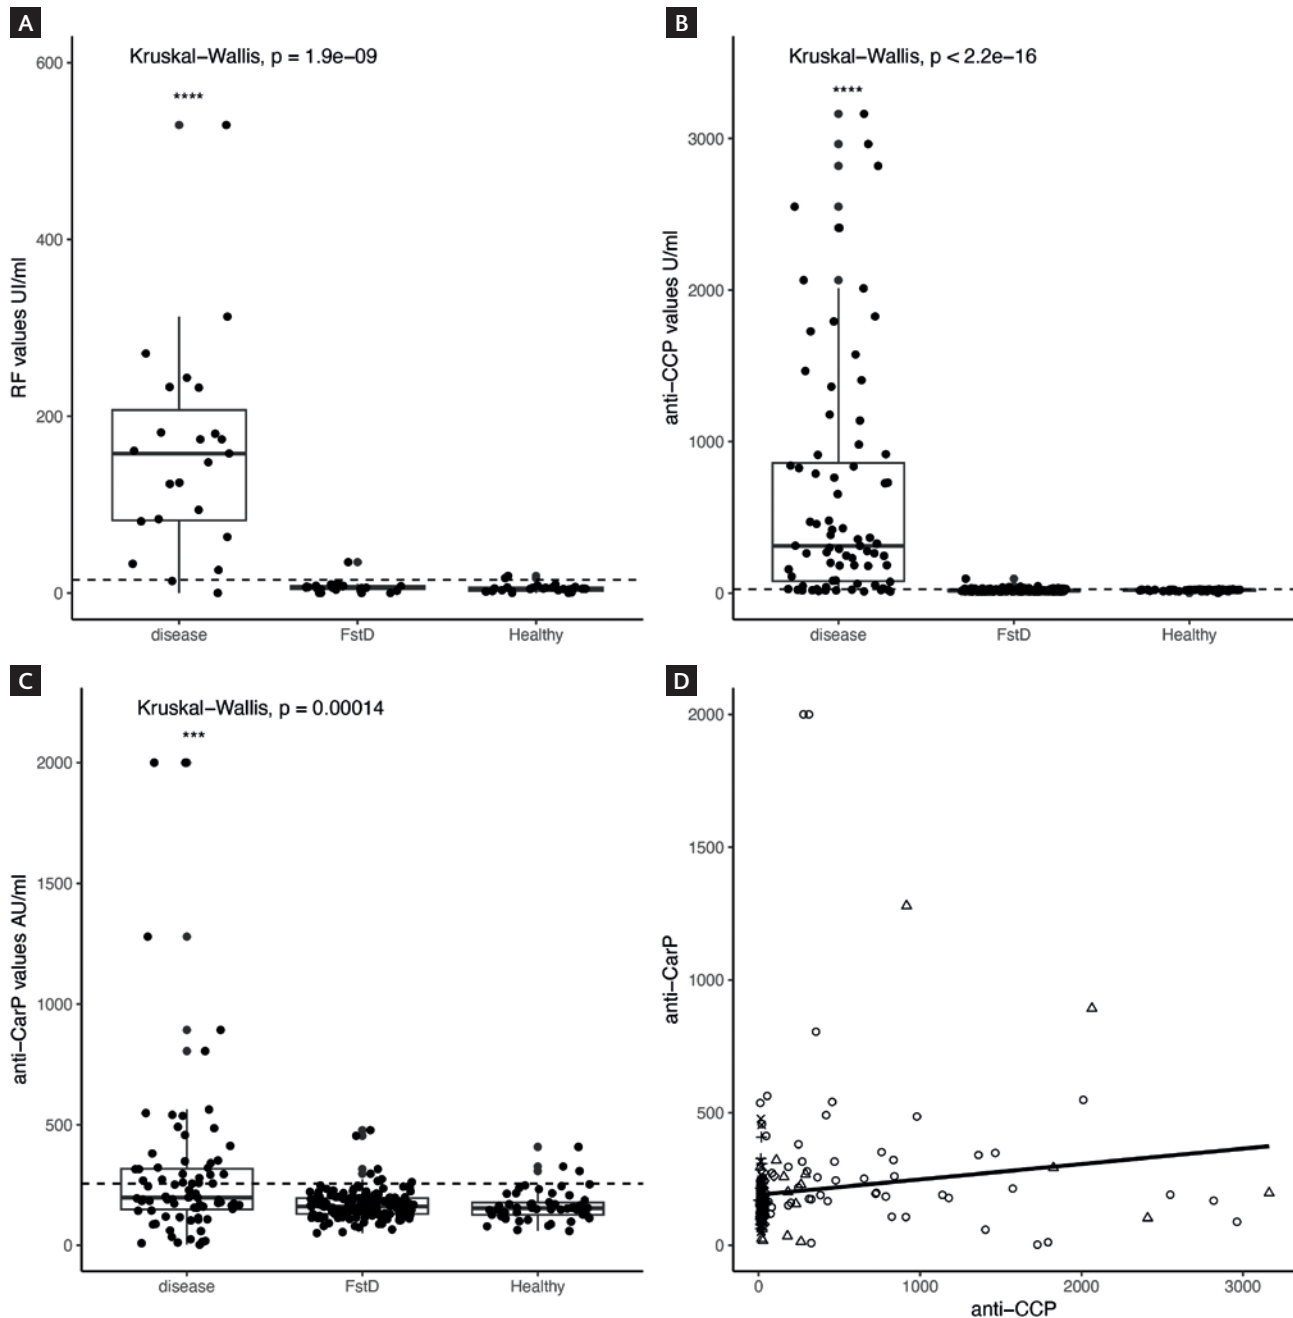 A
Kruskal–Wallis, p = 1.9e–09
****
RF values UI/ml
600
400
200
0
disease FstD Healthy
B
Kruskal–Wallis, p < 2.2e–16
****
anti–CCP values U/ml
3000
2000
1000
0
disease FstD Healthy
C
Kruskal–Wallis, p = 0.00014
***
anti–CarP values AU/ml
2000
1500
1000
500
0
disease FstD Healthy
D
anti–CarP
2000
1500
1000
500
0
0 1000 2000 3000
anti–CCP